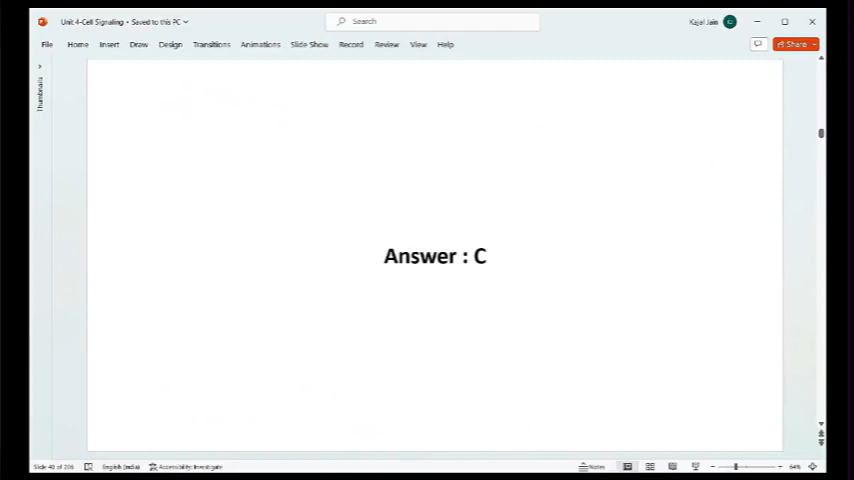 Unit 4-Cell Signaling • Saved to this PC
Search
Kajal Jain
File Home Insert Draw Design Transitions Animations Slide Show Record Review View Help
Share
Thumbnails
Answer : C
Slide 40 of 206 English (India) Accessibility: Investigate Notes 64%